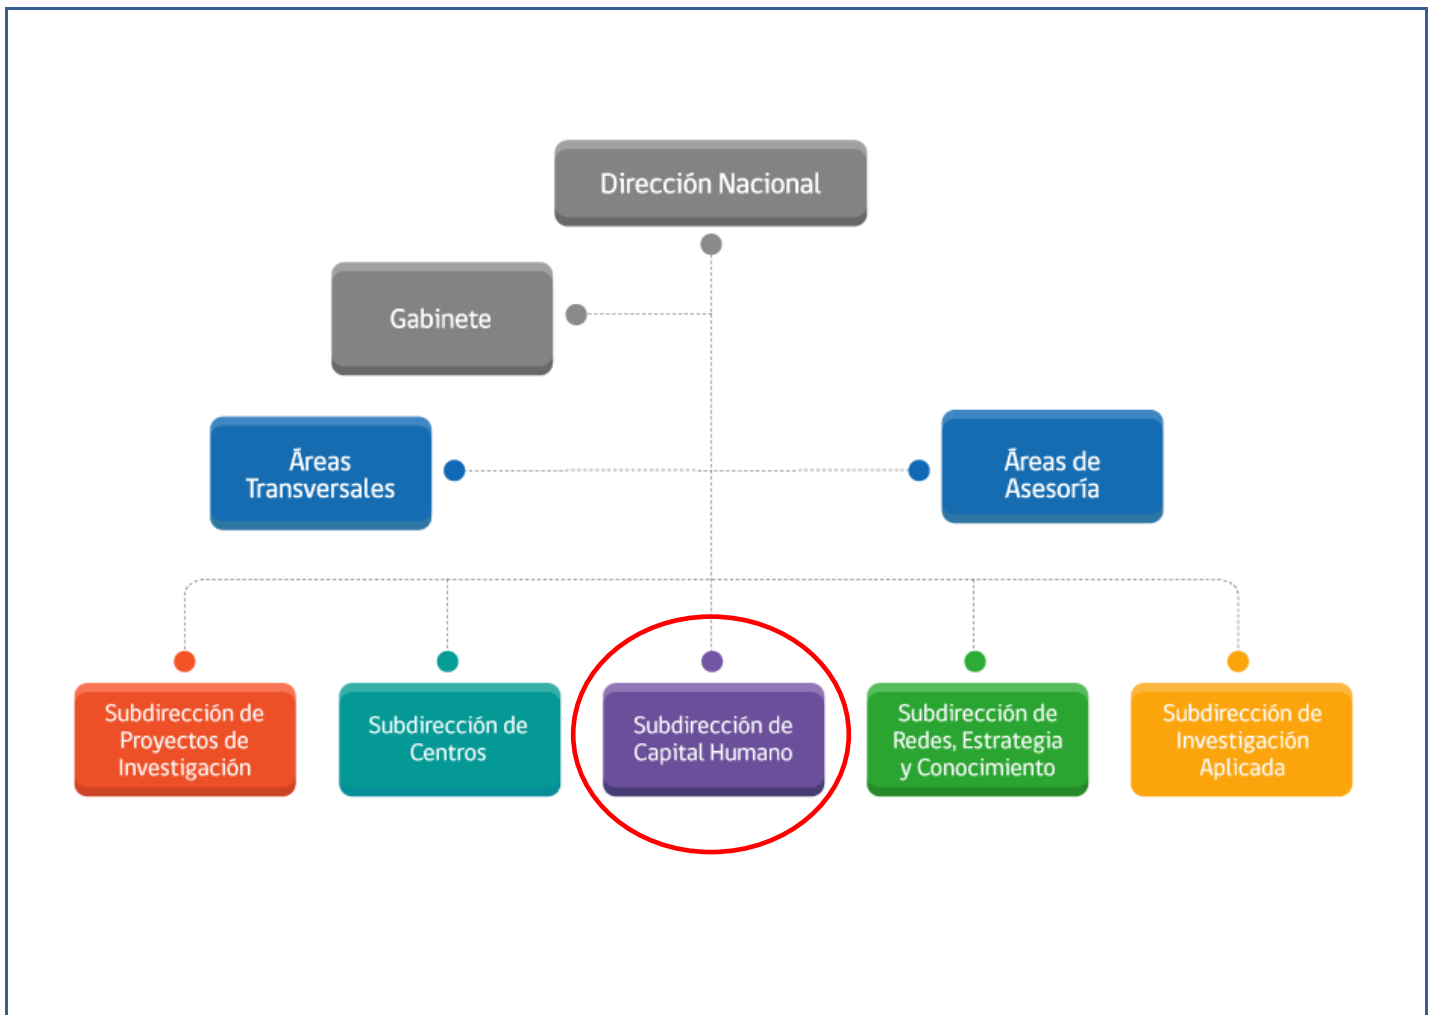 Dirección Nacional
Gabinete
Áreas
Transversales
Áreas de
Asesoría
Subdirección de
Proyectos de
Investigación
Subdirección de
Centros
Subdirección de
Capital Humano
Subdirección de
Redes, Estrategia
y Conocimiento
Subdirección de
Investigación
Aplicada